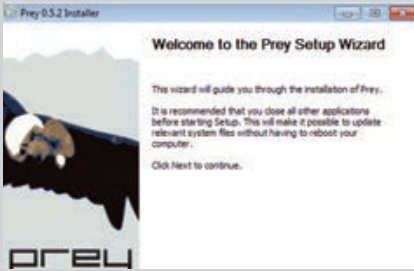 Prey 0.5.2 Installer
Welcome to the Prey Setup Wizard
This wizard will guide you through the installation of Prey.
It is recommended that you close all other applications
before starting Setup. This will make it possible to update
relevant system files without having to reboot your
computer.
Click Next to continue.
prey